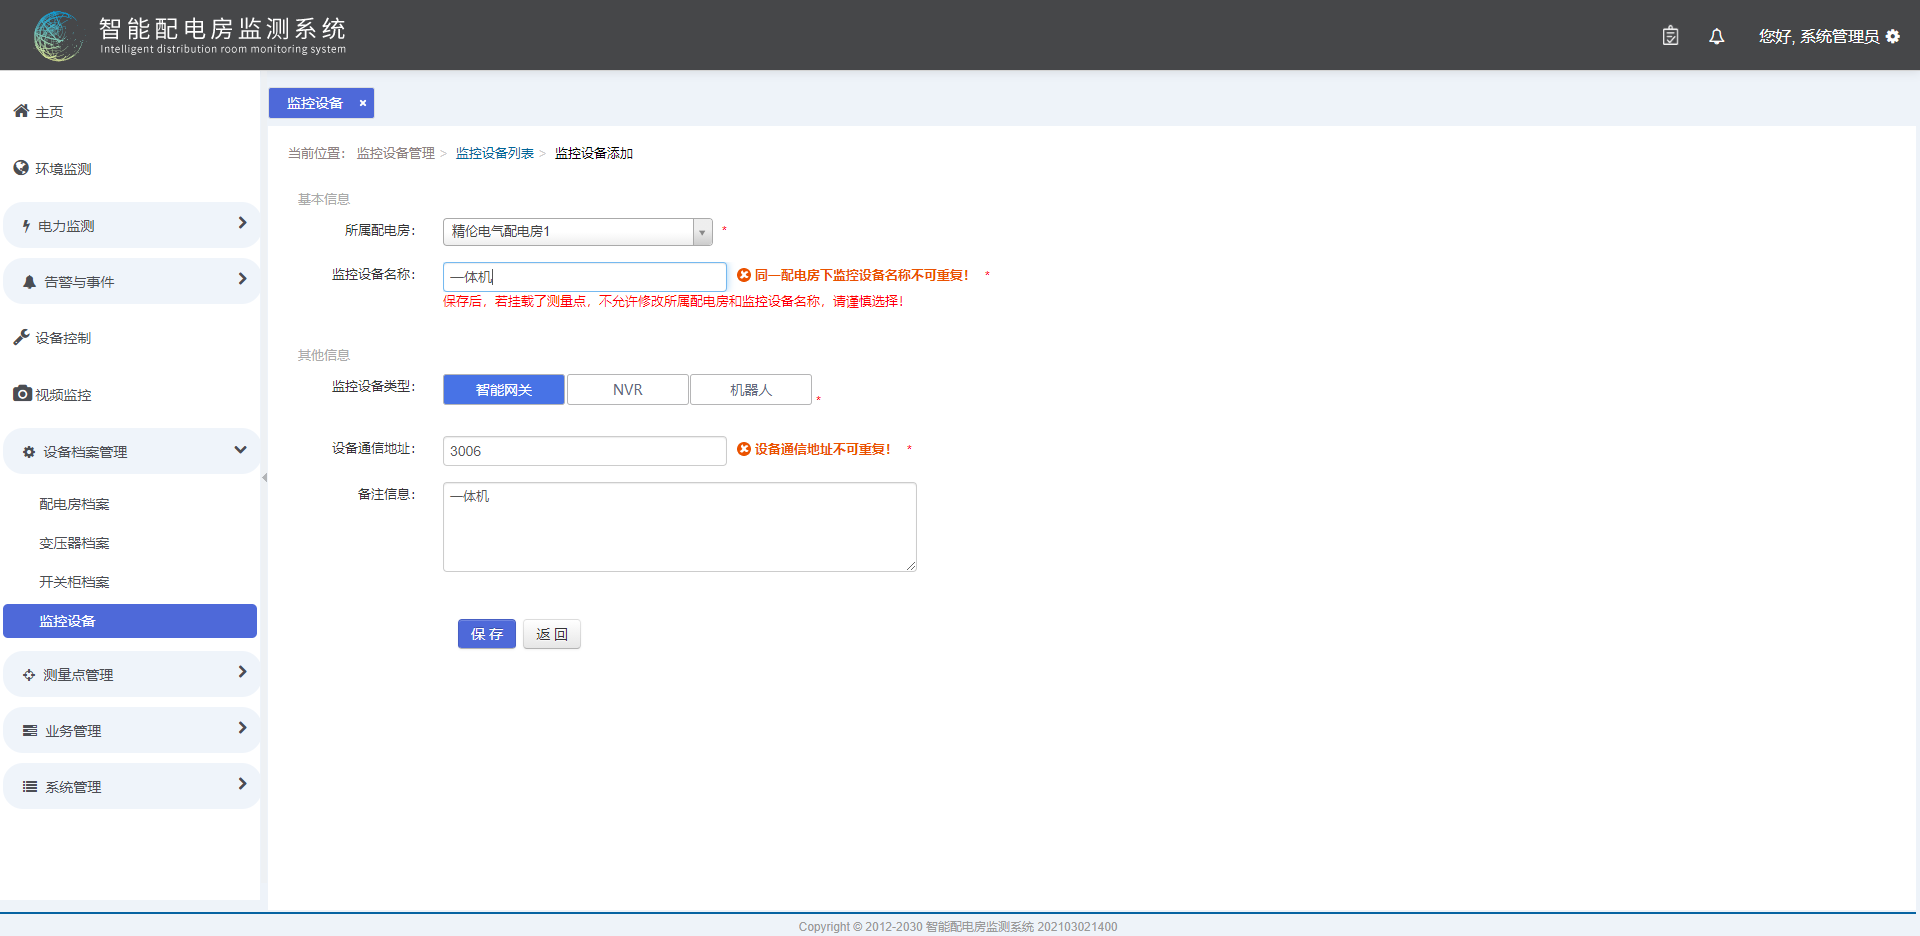 智能配电房监测系统
Intelligent distribution room monitoring system
您好, 系统管理员
主页
环境监测
电力监测
告警与事件
设备控制
视频监控
设备档案管理
配电房档案
变压器档案
开关柜档案
监控设备
测量点管理
业务管理
系统管理
监控设备 ×
当前位置： 监控设备管理 > 监控设备列表 > 监控设备添加
基本信息
所属配电房： 精伦电气配电房1 *
监控设备名称： 一体机 同一配电房下监控设备名称不可重复！ *
保存后，若挂载了测量点，不允许修改所属配电房和监控设备名称，请谨慎选择！
其他信息
监控设备类型： 智能网关 NVR 机器人 *
设备通信地址： 3006 设备通信地址不可重复！ *
备注信息： 一体机
保存 返回
Copyright © 2012-2030 智能配电房监测系统 202103021400